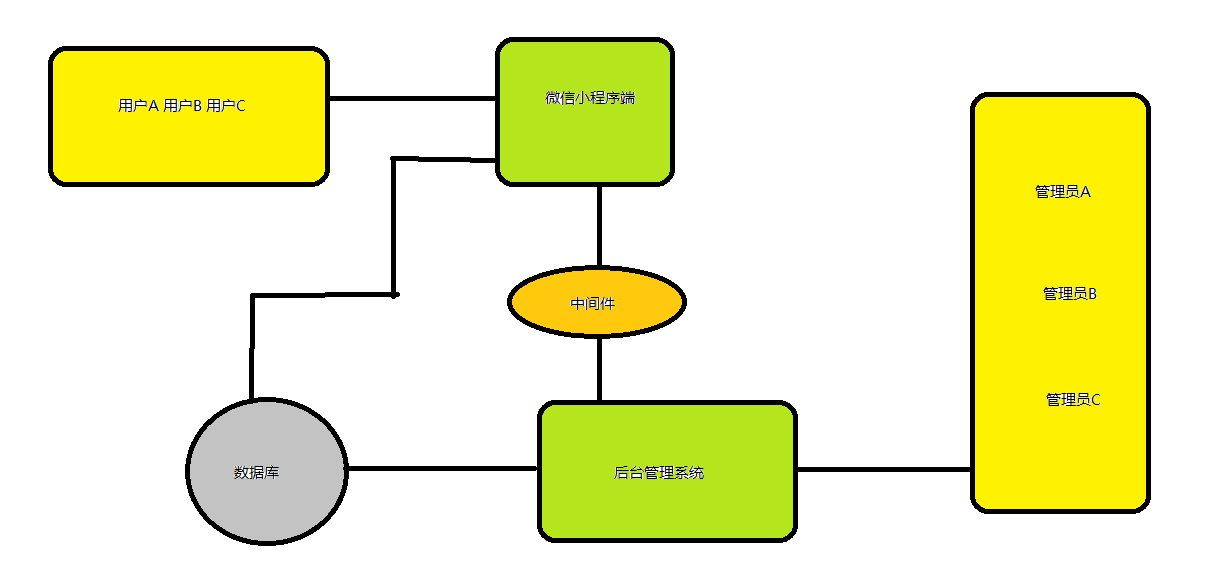 用户A 用户B 用户C
微信小程序端
管理员A
管理员B
中间件
管理员C
数据库
后台管理系统